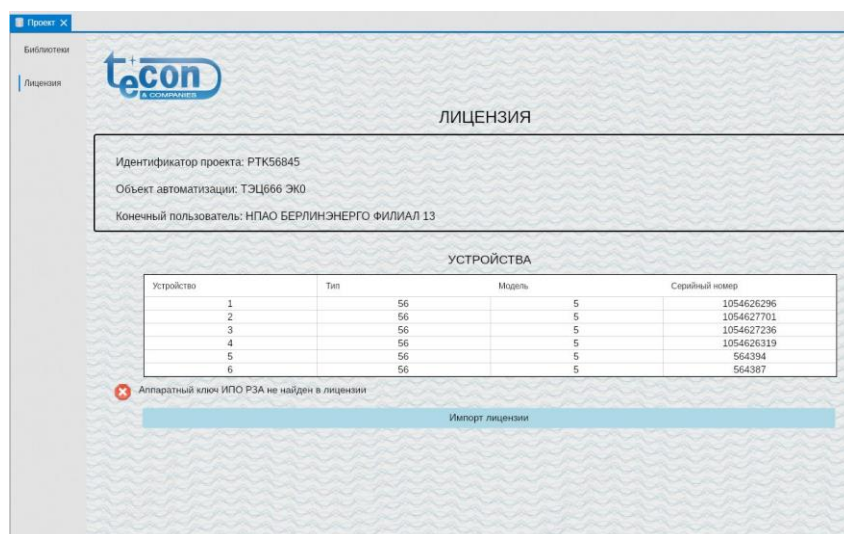 Проект
Библиотеки
Лицензия
tecon
& COMPANIES
ЛИЦЕНЗИЯ
Идентификатор проекта: РТК56845
Объект автоматизации: ТЭЦ666 ЭК0
Конечный пользователь: НПАО БЕРЛИНЭНЕРГО ФИЛИАЛ 13
УСТРОЙСТВА
Устройство Тип Модель Серийный номер
1 56 5 1054626296
2 56 5 1054627701
3 56 5 1054627236
4 56 5 1054626319
5 56 5 564394
6 56 5 564387
Аппаратный ключ ИПО РЗА не найден в лицензии
Импорт лицензии